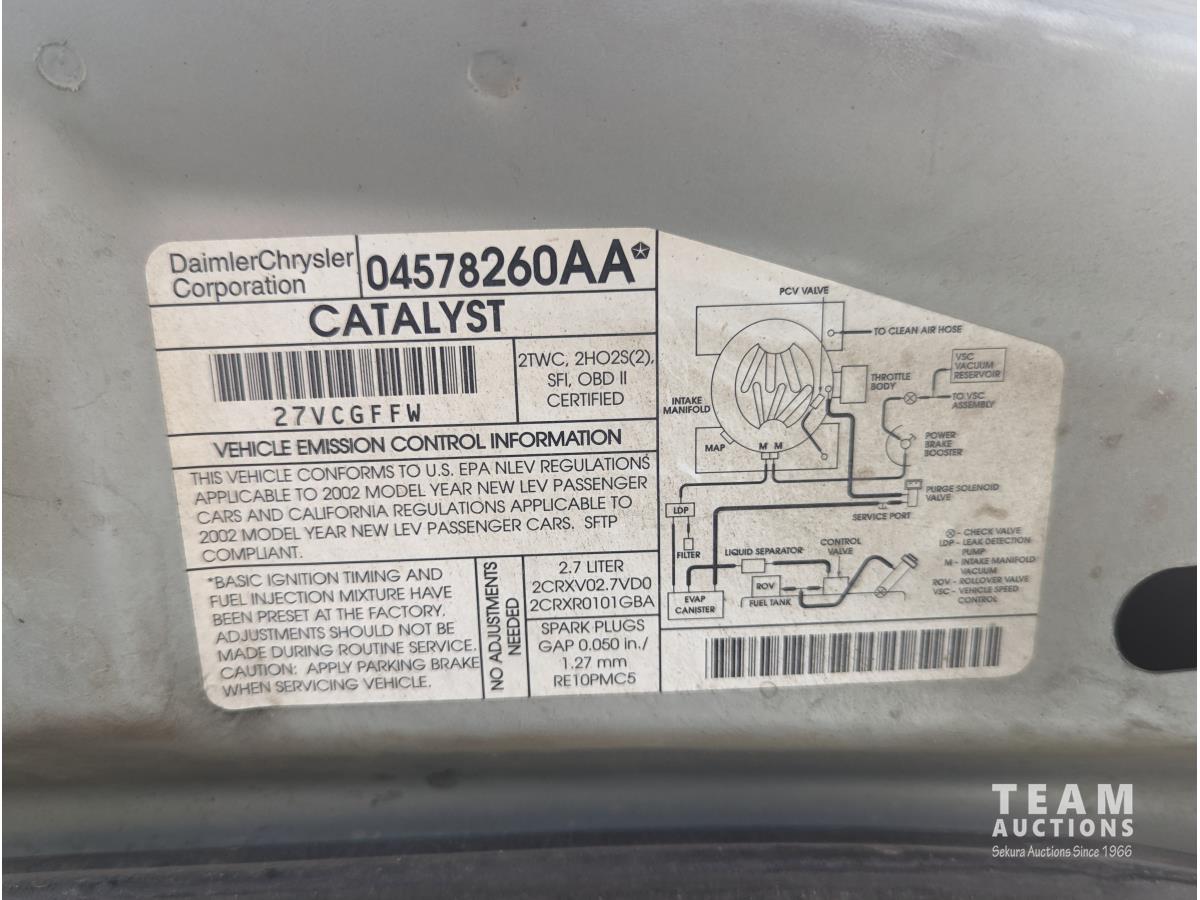 DaimlerChrysler
Corporation
04578260AA
CATALYST
27VCGFFW
2TWC, 2HO2S(2),
SFI, OBD II
CERTIFIED
VEHICLE EMISSION CONTROL INFORMATION
THIS VEHICLE CONFORMS TO U.S. EPA NLEV REGULATIONS
APPLICABLE TO 2002 MODEL YEAR NEW LEV PASSENGER
CARS AND CALIFORNIA REGULATIONS APPLICABLE TO
2002 MODEL YEAR NEW LEV PASSENGER CARS. SFTP
COMPLIANT.
*BASIC IGNITION TIMING AND
FUEL INJECTION MIXTURE HAVE
BEEN PRESET AT THE FACTORY.
ADJUSTMENTS SHOULD NOT BE
MADE DURING ROUTINE SERVICE.
CAUTION: APPLY PARKING BRAKE
WHEN SERVICING VEHICLE.
NO ADJUSTMENTS
NEEDED
2.7 LITER
2CRXV02.7VD0
2CRXR0101GBA
SPARK PLUGS
GAP 0.050 in./
1.27 mm
RE10PMC5
PCV VALVE
TO CLEAN AIR HOSE
THROTTLE
BODY
VSC
VACUUM
RESERVOIR
TO VSC
ASSEMBLY
INTAKE
MANIFOLD
MAP
M M
POWER
BRAKE
BOOSTER
PURGE SOLENOID
VALVE
SERVICE PORT
LDP
FILTER
LIQUID SEPARATOR
CONTROL
VALVE
ROV
FUEL TANK
EVAP
CANISTER
- CHECK VALVE
LDP - LEAK DETECTION
PUMP
M - INTAKE MANIFOLD
VACUUM
ROV - ROLLOVER VALVE
VSC - VEHICLE SPEED
CONTROL
TEAM
AUCTIONS
Sekura Auctions Since 1966